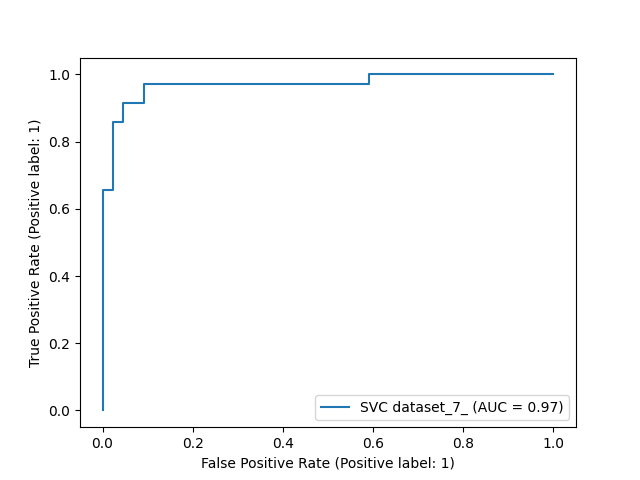 1.0
0.8
0.6
0.4
0.2
0.0
True Positive Rate (Positive label: 1)
SVC dataset_7_ (AUC = 0.97)
0.0 0.2 0.4 0.6 0.8 1.0
False Positive Rate (Positive label: 1)